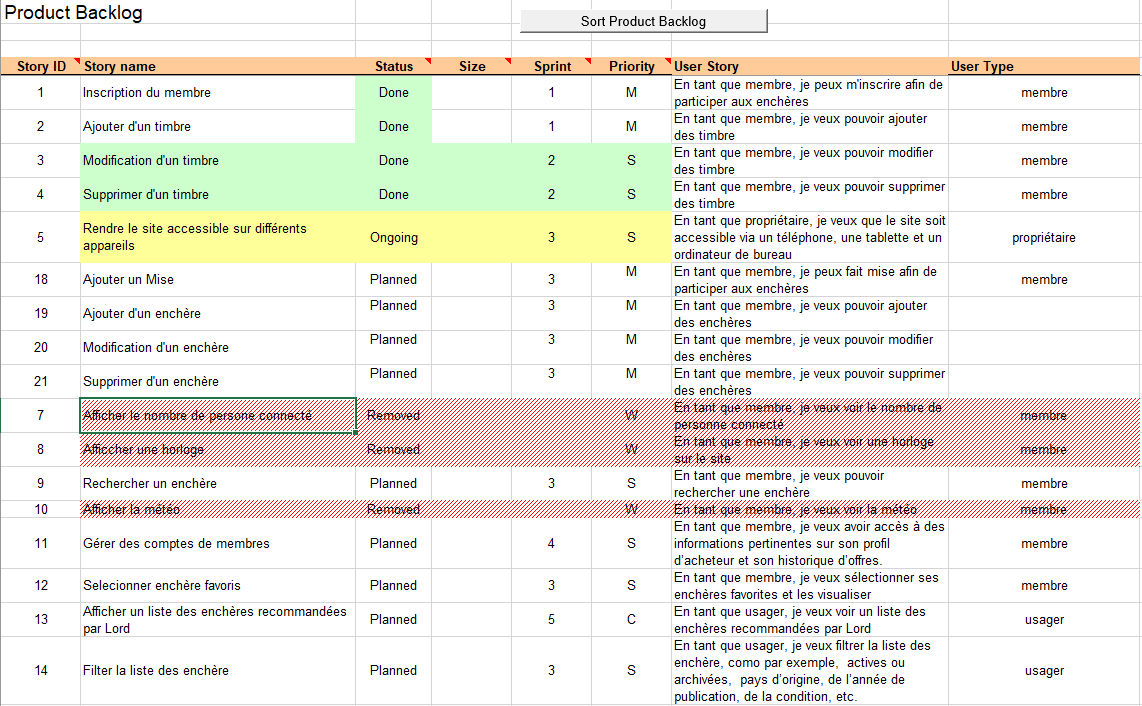 Product Backlog
Sort Product Backlog
Story ID Story name Status Size Sprint Priority User Story User Type
1 Inscription du membre Done 1 M En tant que membre, je peux m'inscrire afin de
participer aux enchères membre
2 Ajouter d'un timbre Done 1 M En tant que membre, je veux pouvoir ajouter
des timbre membre
3 Modification d'un timbre Done 2 S En tant que membre, je veux pouvoir modifier
des timbre membre
4 Supprimer d'un timbre Done 2 S En tant que membre, je veux pouvoir supprimer
des timbre membre
5 Rendre le site accessible sur différents
appareils Ongoing 3 S En tant que propriétaire, je veux que le site soit
accessible via un téléphone, une tablette et un
ordinateur de bureau propriétaire
18 Ajouter un Mise Planned 3 M En tant que membre, je peux fait mise afin de
participer aux enchères membre
19 Ajouter d'un enchère Planned 3 M En tant que membre, je veux pouvoir ajouter
des enchères
20 Modification d'un enchère Planned 3 M En tant que membre, je veux pouvoir modifier
des enchères
21 Supprimer d'un enchère Planned 3 M En tant que membre, je veux pouvoir supprimer
des enchères
7 Afficher le nombre de persone connecté Removed W En tant que membre, je veux voir le nombre de
personne connecté membre
8 Afficcher une horloge Removed W En tant que membre, je veux voir une horloge
sur le site membre
9 Rechercher un enchère Planned 3 S En tant que membre, je veux pouvoir
rechercher une enchère membre
10 Afficher la météo Removed W En tant que membre, je veux voir la météo membre
11 Gérer des comptes de membres Planned 4 S En tant que membre, je veux avoir accès à des
informations pertinentes sur son profil
d'acheteur et son historique d'offres. membre
12 Selecionner enchère favoris Planned 3 S En tant que membre, je veux sélectionner ses
enchères favorites et les visualiser membre
13 Afficher un liste des enchères recommandées
par Lord Planned 5 C En tant que usager, je veux voir un liste des
enchères recommandées par Lord usager
14 Filter la liste des enchère Planned 3 S En tant que usager, je veux filtrer la liste des
enchère, como par exemple, actives ou
archivées, pays d'origine, de l'année de
publication, de la condition, etc. usager